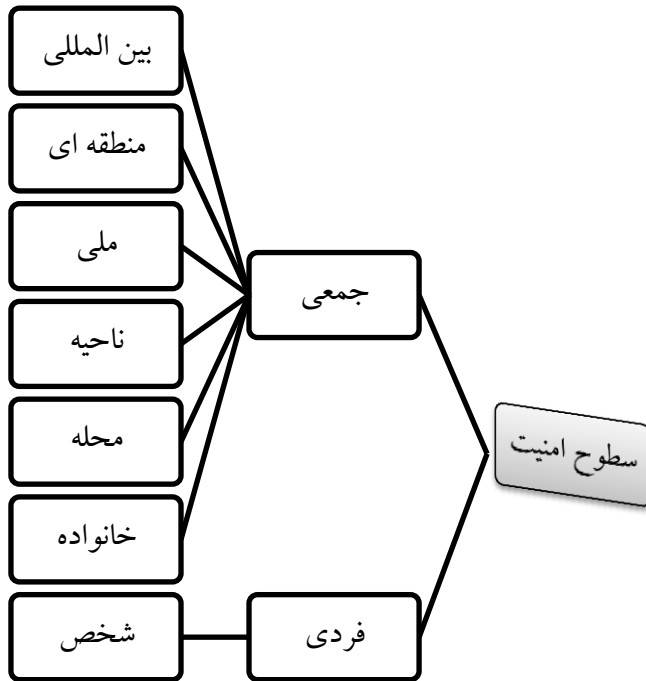 سطوح امنیت
جمعی
بین المللی
منطقه ای
ملی
ناحیه
محله
خانواده
فردی
شخص